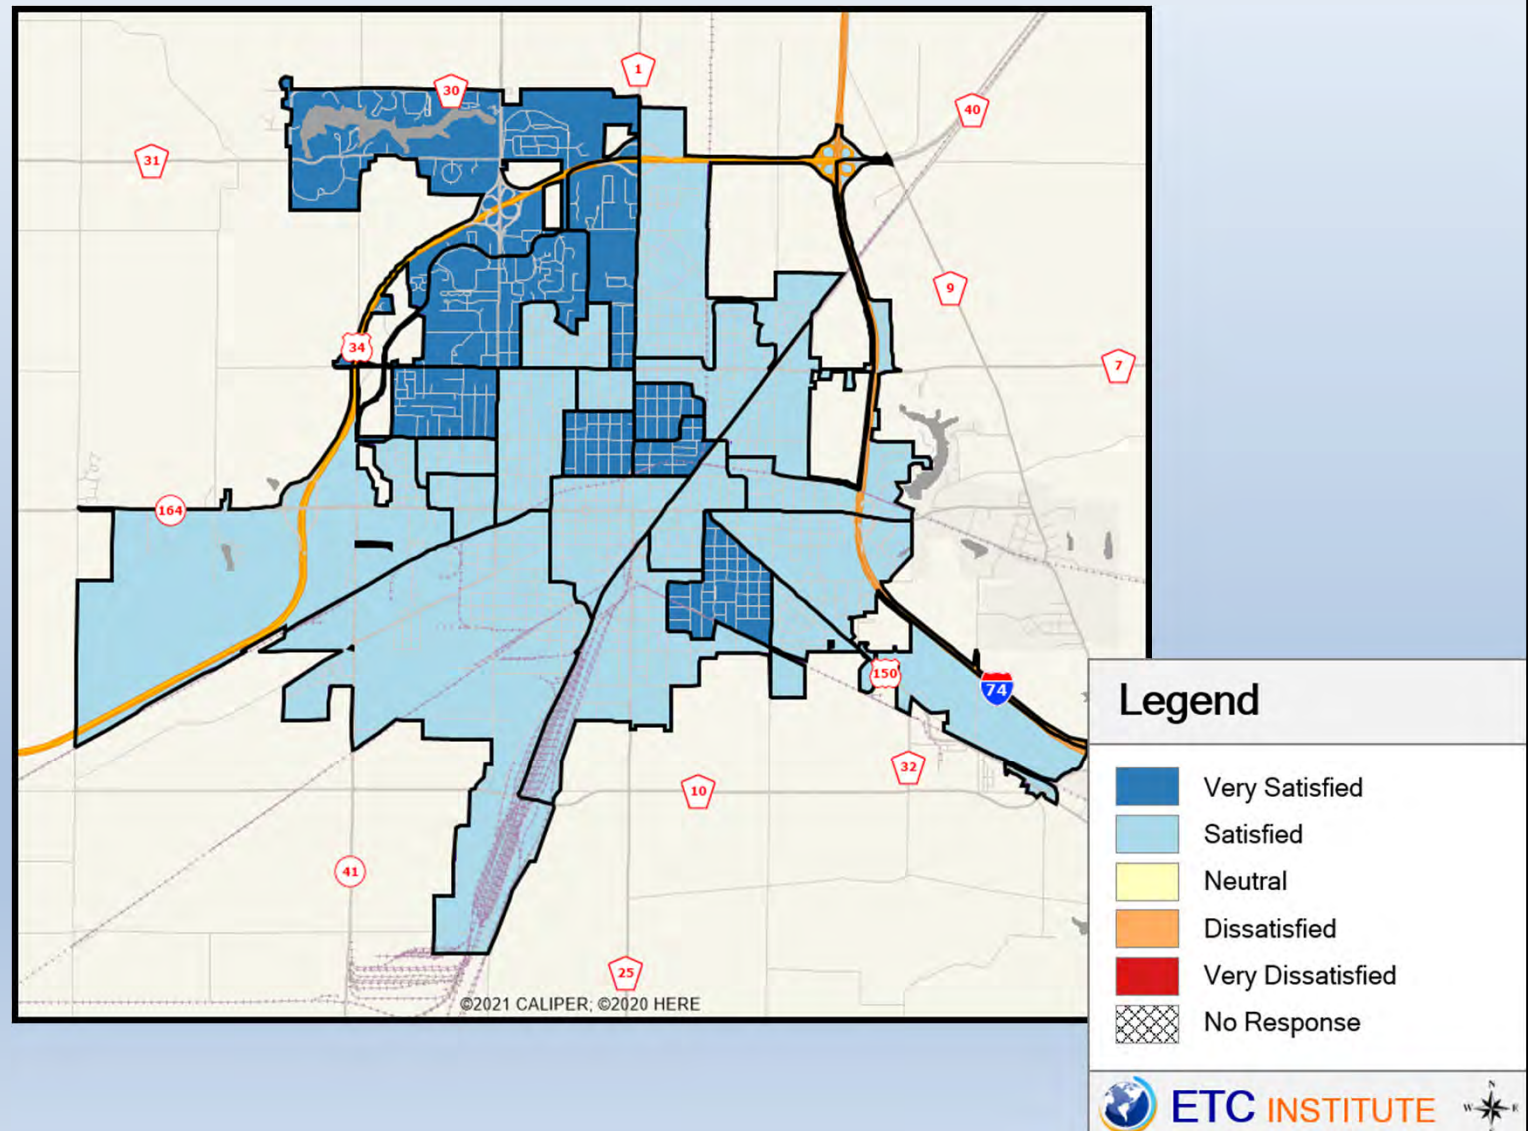 1
30
40
31
9
34
7
164
150
74
32
10
41
25
©2021 CALIPER; ©2020 HERE
Legend
Very Satisfied
Satisfied
Neutral
Dissatisfied
Very Dissatisfied
No Response
ETC INSTITUTE
N
W E